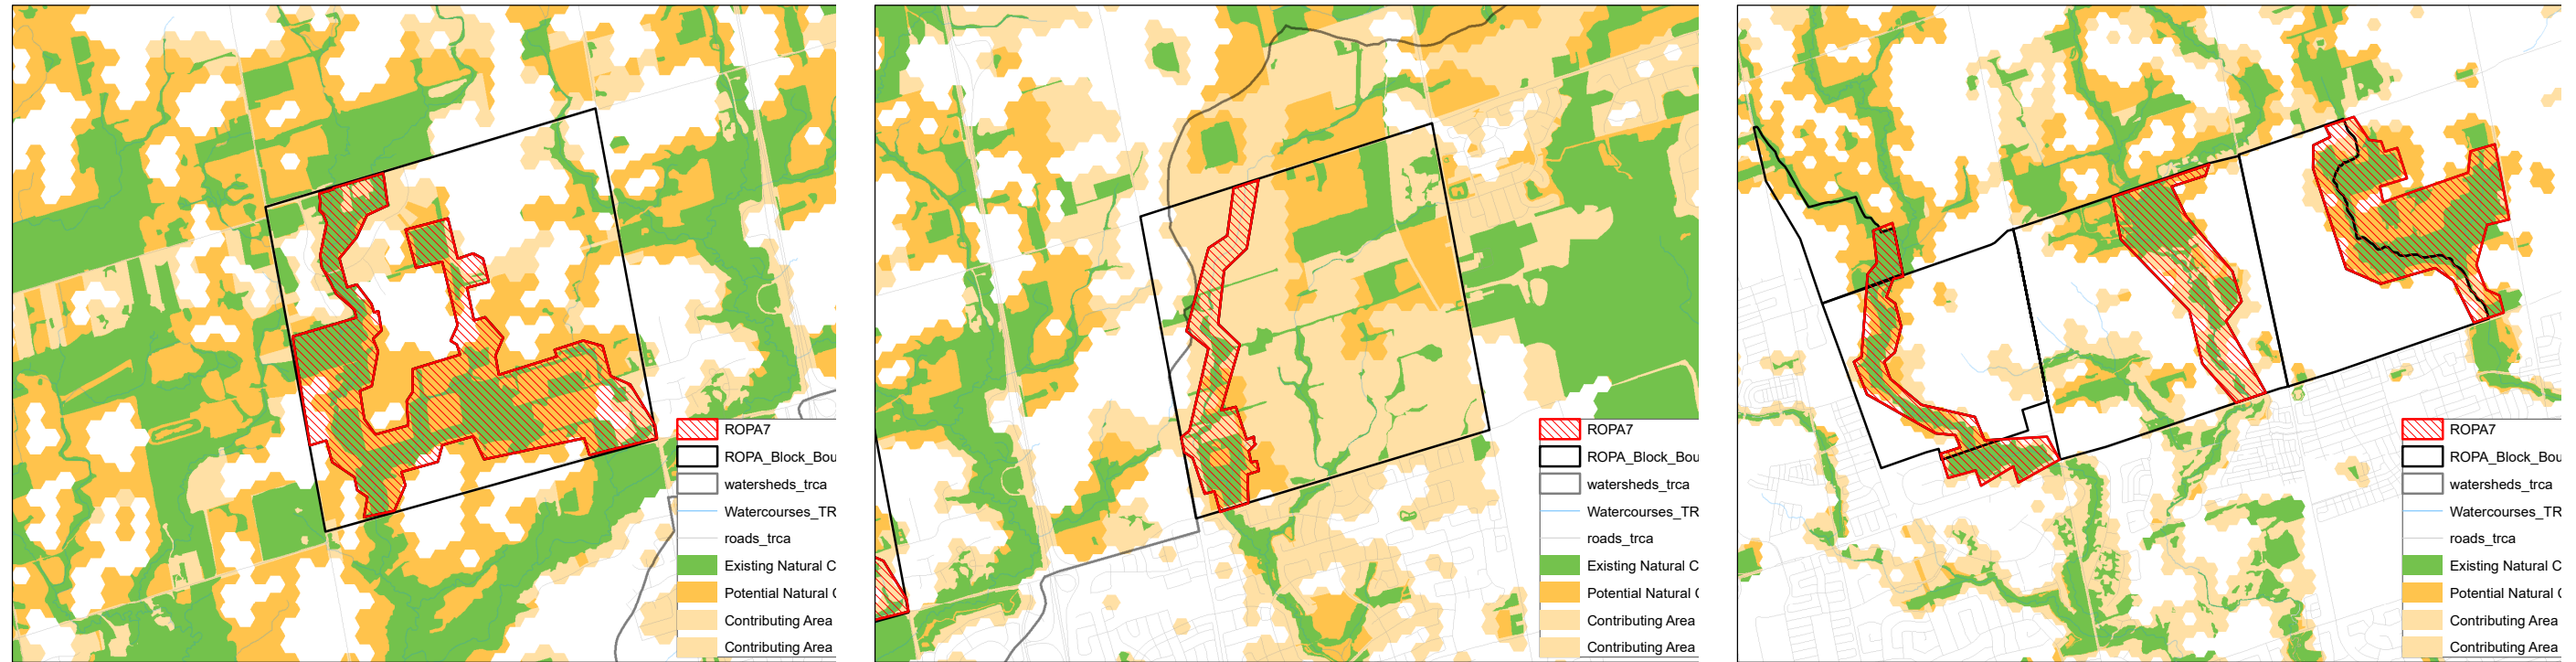 ROPA7
ROPA_Block_Bou
watersheds_trca
Watercourses_TR
roads_trca
Existing Natural C
Potential Natural
Contributing Area
Contributing Area
ROPA7
ROPA_Block_Bou
watersheds_trca
Watercourses_TR
roads_trca
Existing Natural C
Potential Natural
Contributing Area
Contributing Area
ROPA7
ROPA_Block_Bou
watersheds_trca
Watercourses_TR
roads_trca
Existing Natural C
Potential Natural
Contributing Area
Contributing Area